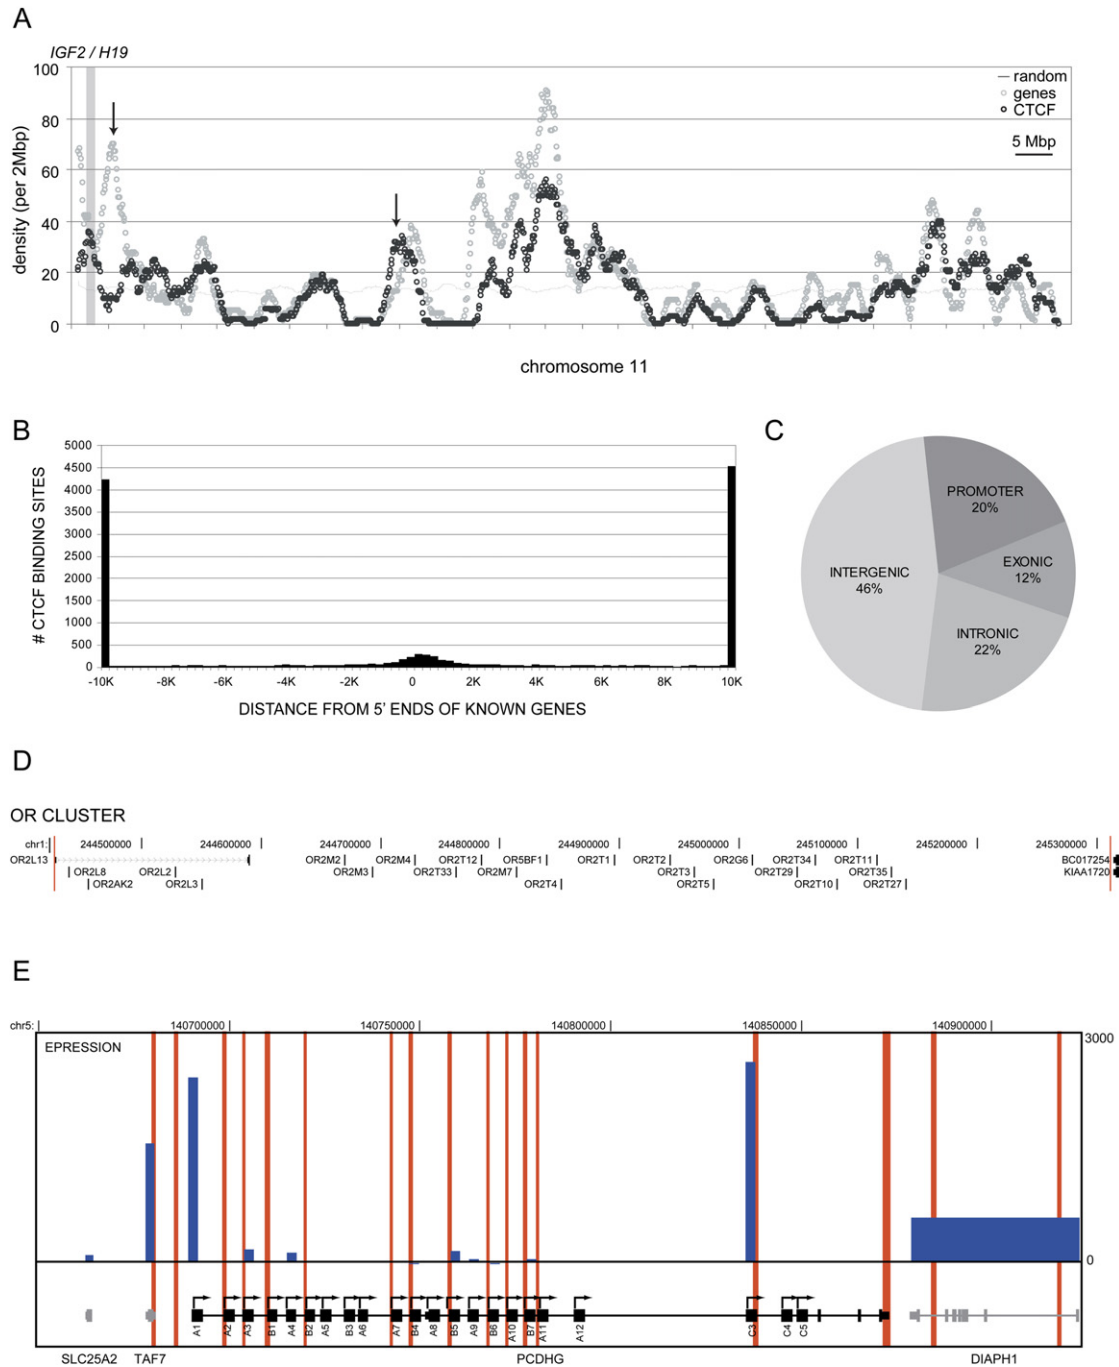 A
IGF2 / H19
100
80
60
40
20
0
density (per 2Mbp)
random
genes
CTCF
5 Mbp
chromosome 11
B
5000
4500
4000
3500
3000
2500
2000
1500
1000
500
0
# CTCF BINDING SITES
-10K -8K -6K -4K -2K 0 2K 4K 6K 8K 10K
DISTANCE FROM 5' ENDS OF KNOWN GENES
C
PROMOTER
20%
EXONIC
12%
INTRONIC
22%
INTERGENIC
46%
D
OR CLUSTER
chr1: 244500000 244600000 244700000 244800000 244900000 245000000 245100000 245200000 245300000
OR2L13 OR2M2 OR2M4 OR2T12 OR5BF1 OR2T1 OR2T2 OR2G6 OR2T34 OR2T11 BC017254
OR2L8 OR2L2 OR2M3 OR2T33 OR2M7 OR2T3 OR2T29 OR2T35 KIAA1720
OR2AK2 OR2L3 OR2T4 OR2T5 OR2T10 OR2T27
E
chr5: 140700000 140750000 140800000 140850000 140900000
EPRESSION
3000
0
A1 A2 A3 B1 A4 B2 A5 B3 A6 A7 B4 A8 B5 A9 B6 A10 B7 A11 A12 C3 C4 C5
SLC25A2 TAF7 PCDHG DIAPH1